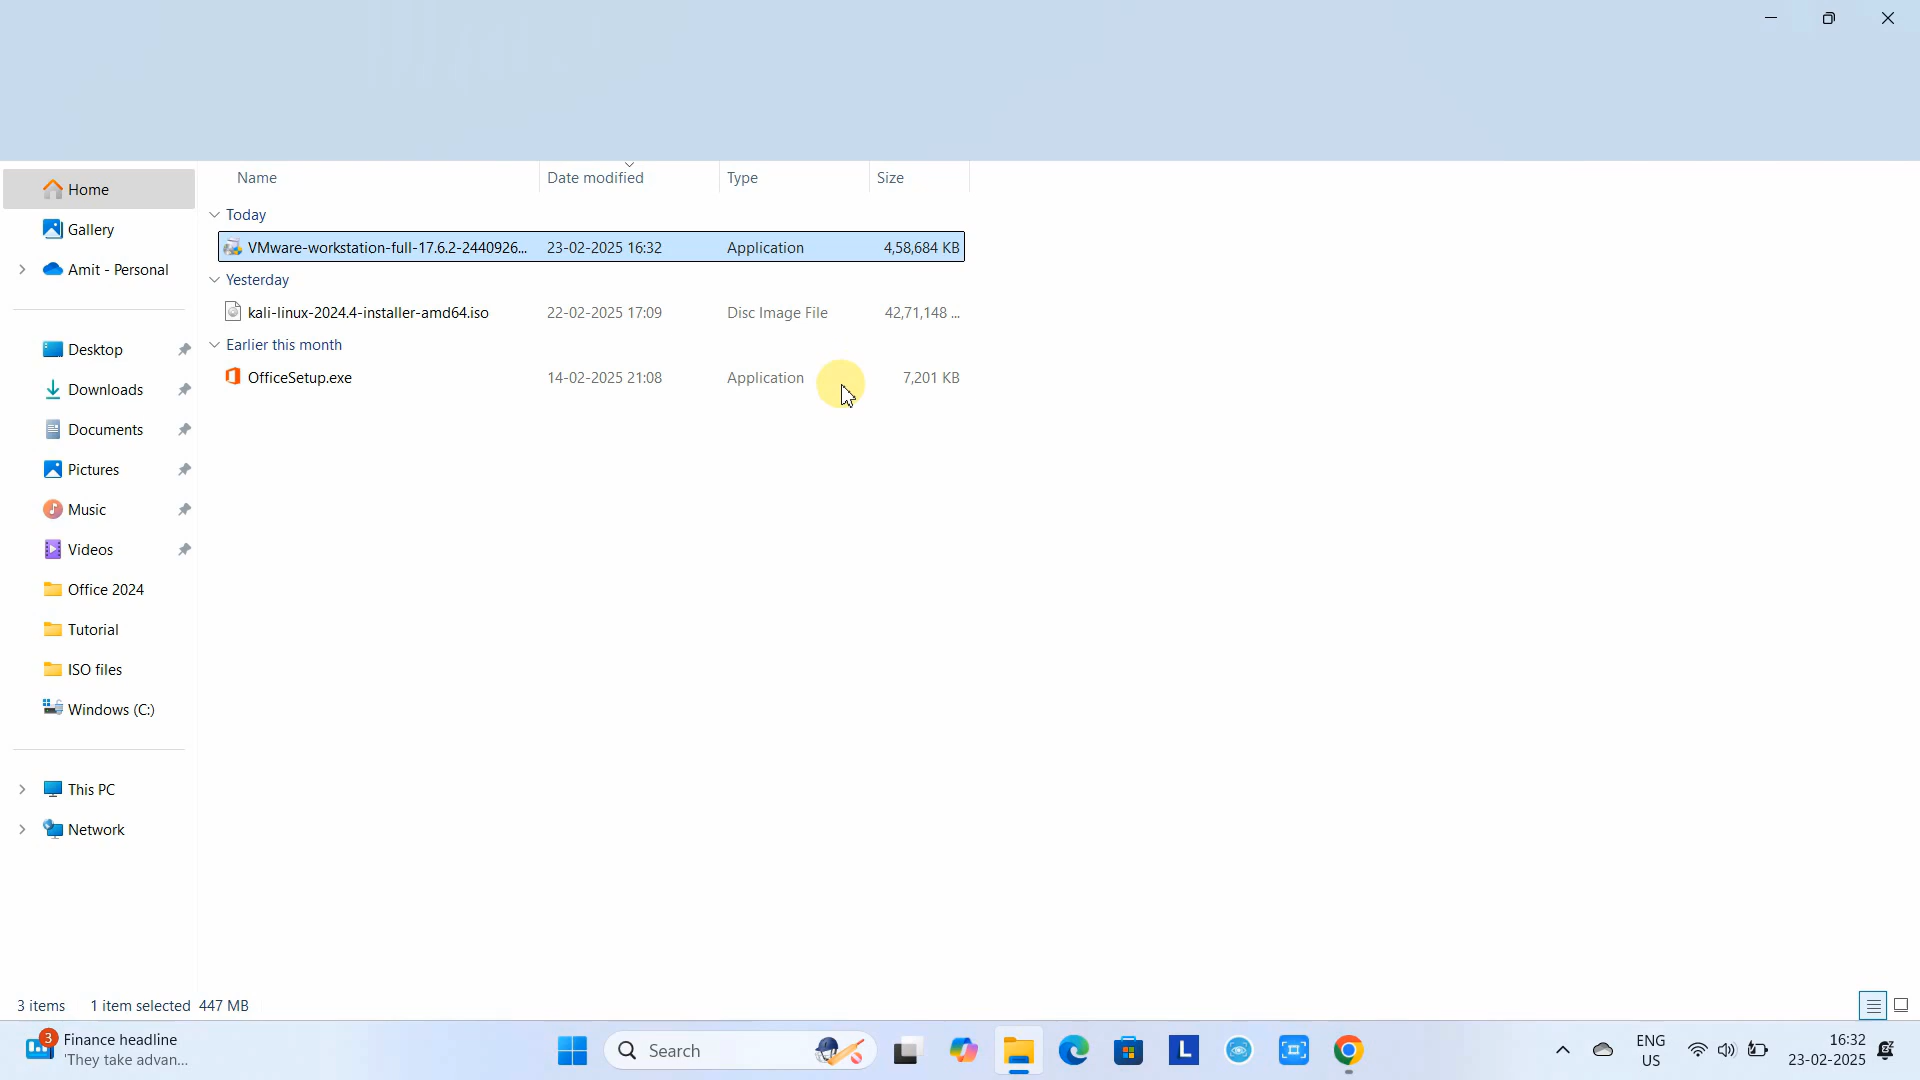 Name Date modified Type Size
Today
VMware-workstation-full-17.6.2-2440926... 23-02-2025 16:32 Application 4,58,684 KB
Yesterday
kali-linux-2024.4-installer-amd64.iso 22-02-2025 17:09 Disc Image File 42,71,148 ...
Earlier this month
OfficeSetup.exe 14-02-2025 21:08 Application 7,201 KB
Home
Gallery
Amit - Personal
Desktop
Downloads
Documents
Pictures
Music
Videos
Office 2024
Tutorial
ISO files
Windows (C:)
This PC
Network
3 items 1 item selected 447 MB
3
Finance headline
'They take advan...
Search
L
ENG
US
16:32
23-02-2025